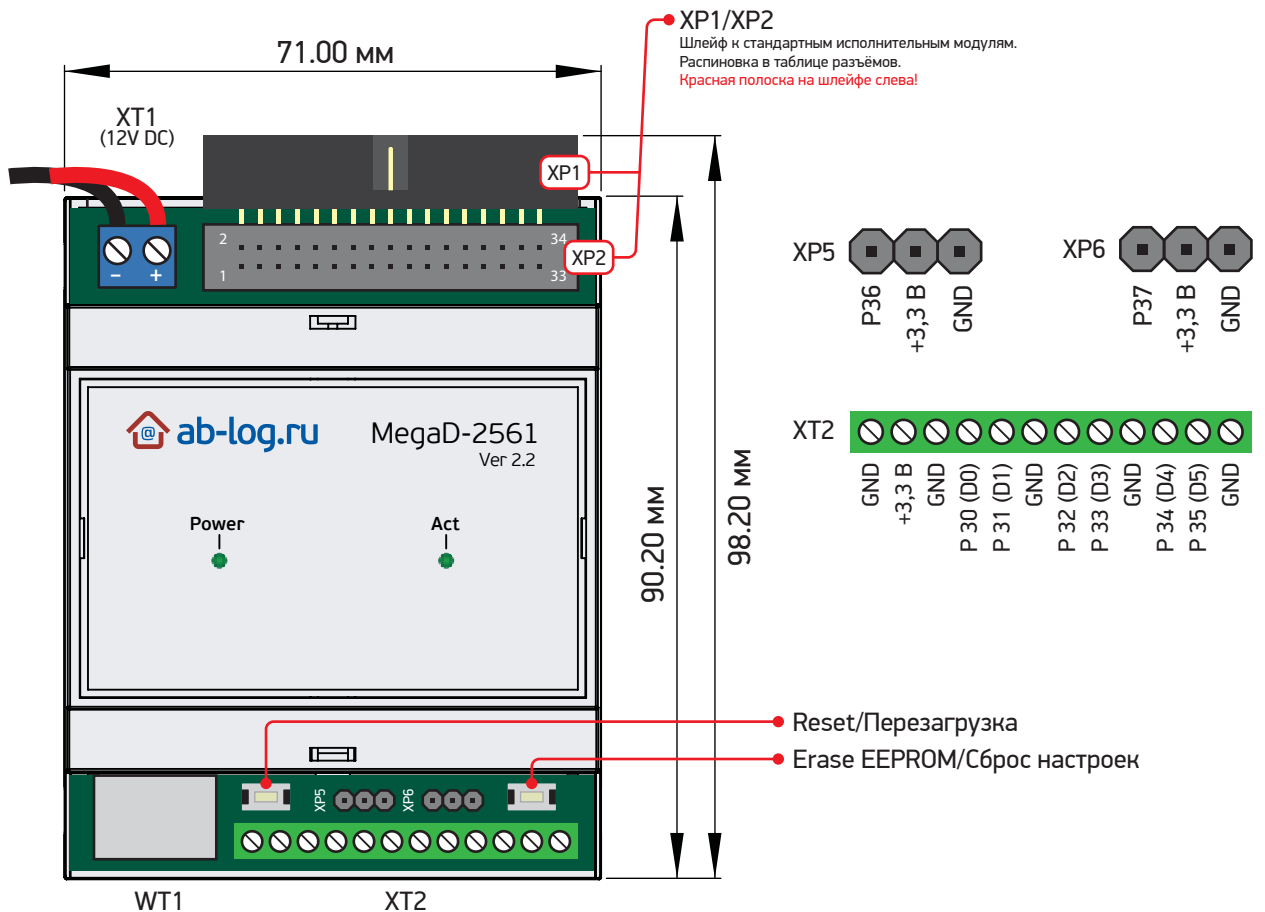 XP1/XP2
Шлейф к стандартным исполнительным модулям.
Распиновка в таблице разъёмов.
Красная полоска на шлейфе слева!
71.00 мм
XT1
(12V DC)
XP1
2
34
XP2
1
33
–
+
XP5
P36
+3,3 В
GND
XP6
P37
+3,3 В
GND
@ ab-log.ru
MegaD-2561
Ver 2.2
Power
Act
90.20 мм
98.20 мм
XT2
GND
+3,3 В
GND
P 30 (D0)
P 31 (D1)
GND
P 32 (D2)
P 33 (D3)
GND
P 34 (D4)
P 35 (D5)
GND
Reset/Перезагрузка
Erase EEPROM/Сброс настроек
XP5
XP6
WT1
XT2